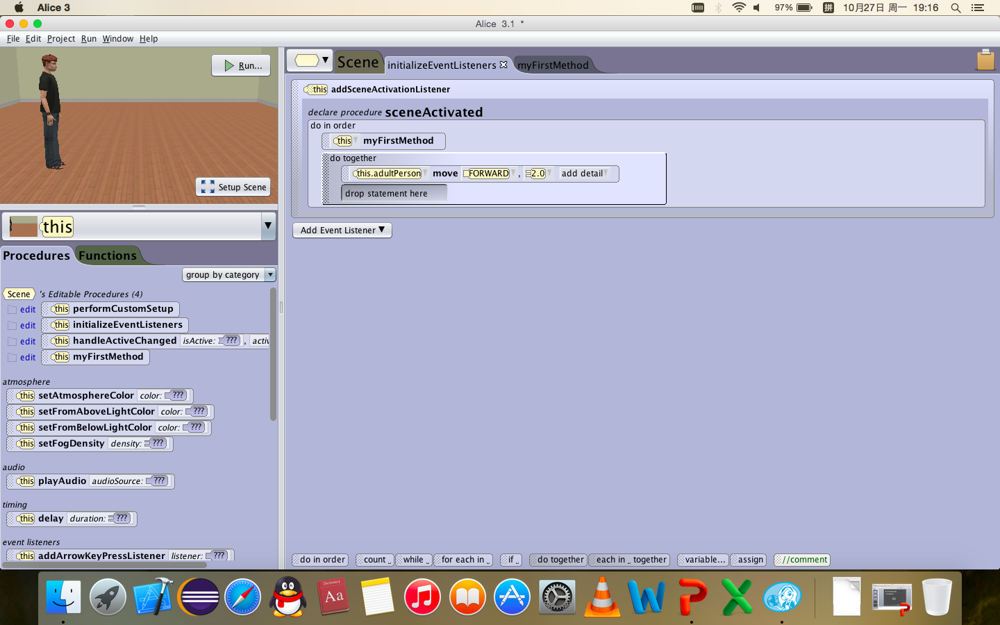 Alice 3
97%
拼
10月27日 周一 19:16
Alice 3.1 *
File Edit Project Run Window Help
Run...
Setup Scene
this
Procedures Functions
group by category
Scene 's Editable Procedures (4)
edit this performCustomSetup
edit this initializeEventListeners
edit this handleActiveChanged isActive: ??? , activ
edit this myFirstMethod
atmosphere
this setAtmosphereColor color: ???
this setFromAboveLightColor color: ???
this setFromBelowLightColor color: ???
this setFogDensity density: ???
audio
this playAudio audioSource: ???
timing
this delay duration: ???
event listeners
this addArrowKeyPressListener listener: ???
Scene initializeEventListeners myFirstMethod
this addSceneActivationListener
declare procedure sceneActivated
do in order
this myFirstMethod
do together
this.adultPerson move FORWARD , 2.0 add detail
drop statement here
Add Event Listener
do in order count _ while _ for each in _ if _ do together each in _ together variable... assign //comment
Dictionary
Aa